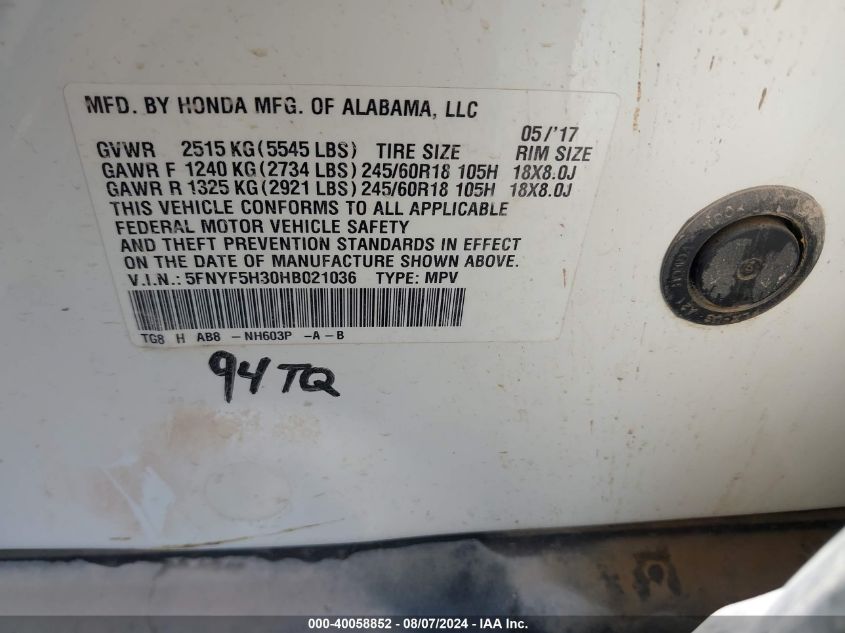 MFD. BY HONDA MFG. OF ALABAMA, LLC
05/'17
GVWR 2515 KG (5545 LBS) TIRE SIZE RIM SIZE
GAWR F 1240 KG (2734 LBS) 245/60R18 105H 18X8.0J
GAWR R 1325 KG (2921 LBS) 245/60R18 105H 18X8.0J
THIS VEHICLE CONFORMS TO ALL APPLICABLE
FEDERAL MOTOR VEHICLE SAFETY
AND THEFT PREVENTION STANDARDS IN EFFECT
ON THE DATE OF MANUFACTURE SHOWN ABOVE.
V.I.N.: 5FNYF5H30HB021036 TYPE: MPV
TG8 H AB8 - NH603P -A-B
94TQ
000-40058852 / 08/07/2024 - IAA Inc.